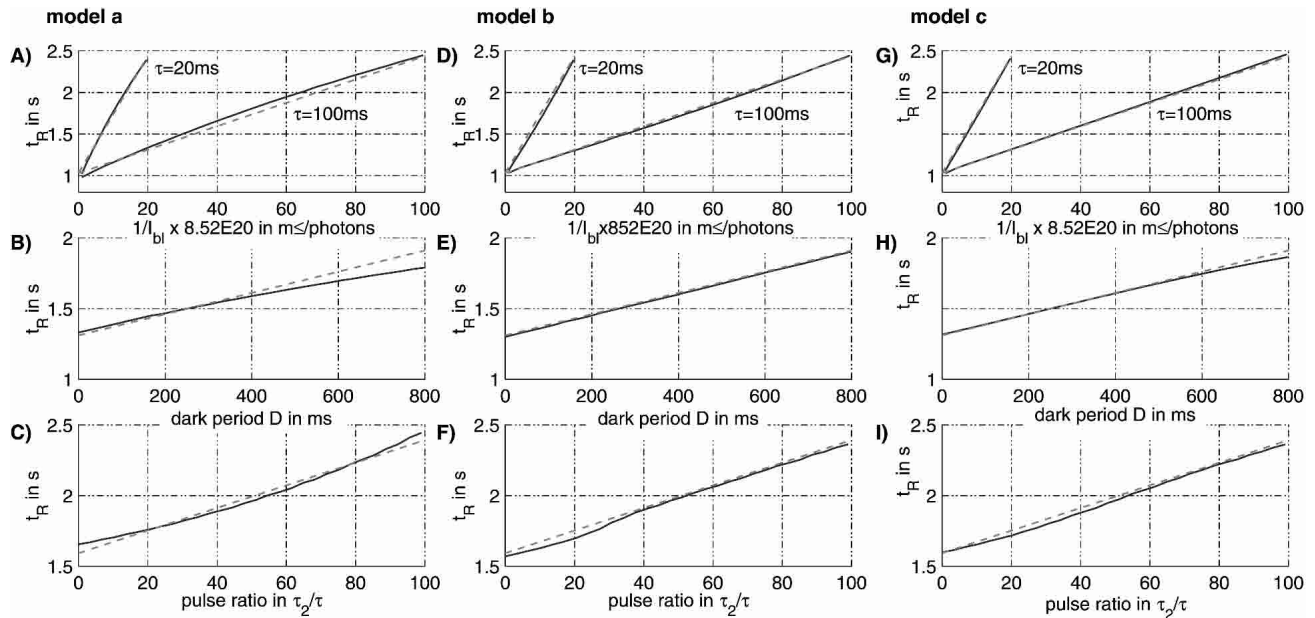 model a
A)
t_R in s
2.5
2
1.5
1
τ=20ms
τ=100ms
0 20 40 60 80 100
1/I_bl x 8.52E20 in m≤/photons
B)
t_R in s
2
1.5
1
0 200 400 600 800
dark period D in ms
C)
t_R in s
2.5
2
1.5
0 20 40 60 80 100
pulse ratio in τ_2/τ
model b
D)
t_R in s
2.5
2
1.5
1
τ=20ms
τ=100ms
0 20 40 60 80 100
1/I_bl x852E20 in m≤/photons
E)
t_R in s
2
1.5
1
0 200 400 600 800
dark period D in ms
F)
t_R in s
2.5
2
1.5
0 20 40 60 80 100
pulse ratio in τ_2/τ
model c
G)
t_R in s
2.5
2
1.5
1
τ=20ms
τ=100ms
0 20 40 60 80 100
1/I_bl x 8.52E20 in m≤/photons
H)
t_R in s
2
1.5
1
0 200 400 600 800
dark period D in ms
I)
t_R in s
2.5
2
1.5
0 20 40 60 80 100
pulse ratio in τ_2/τ